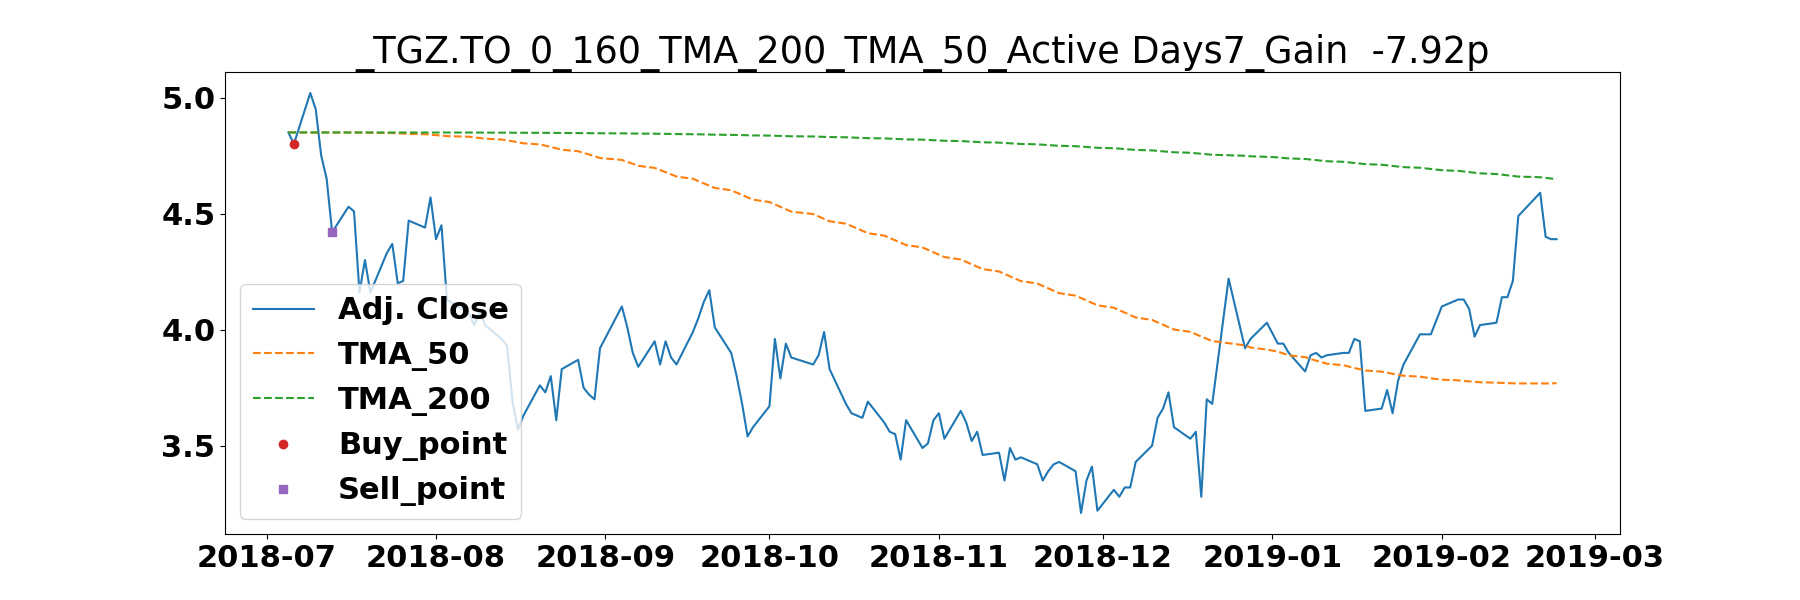 _TGZ.TO_0_160_TMA_200_TMA_50_Active Days7_Gain  -7.92p
5.0
4.5
4.0
3.5
Adj. Close
TMA_50
TMA_200
Buy_point
Sell_point
2018-07 2018-08 2018-09 2018-10 2018-11 2018-12 2019-01 2019-02 2019-03